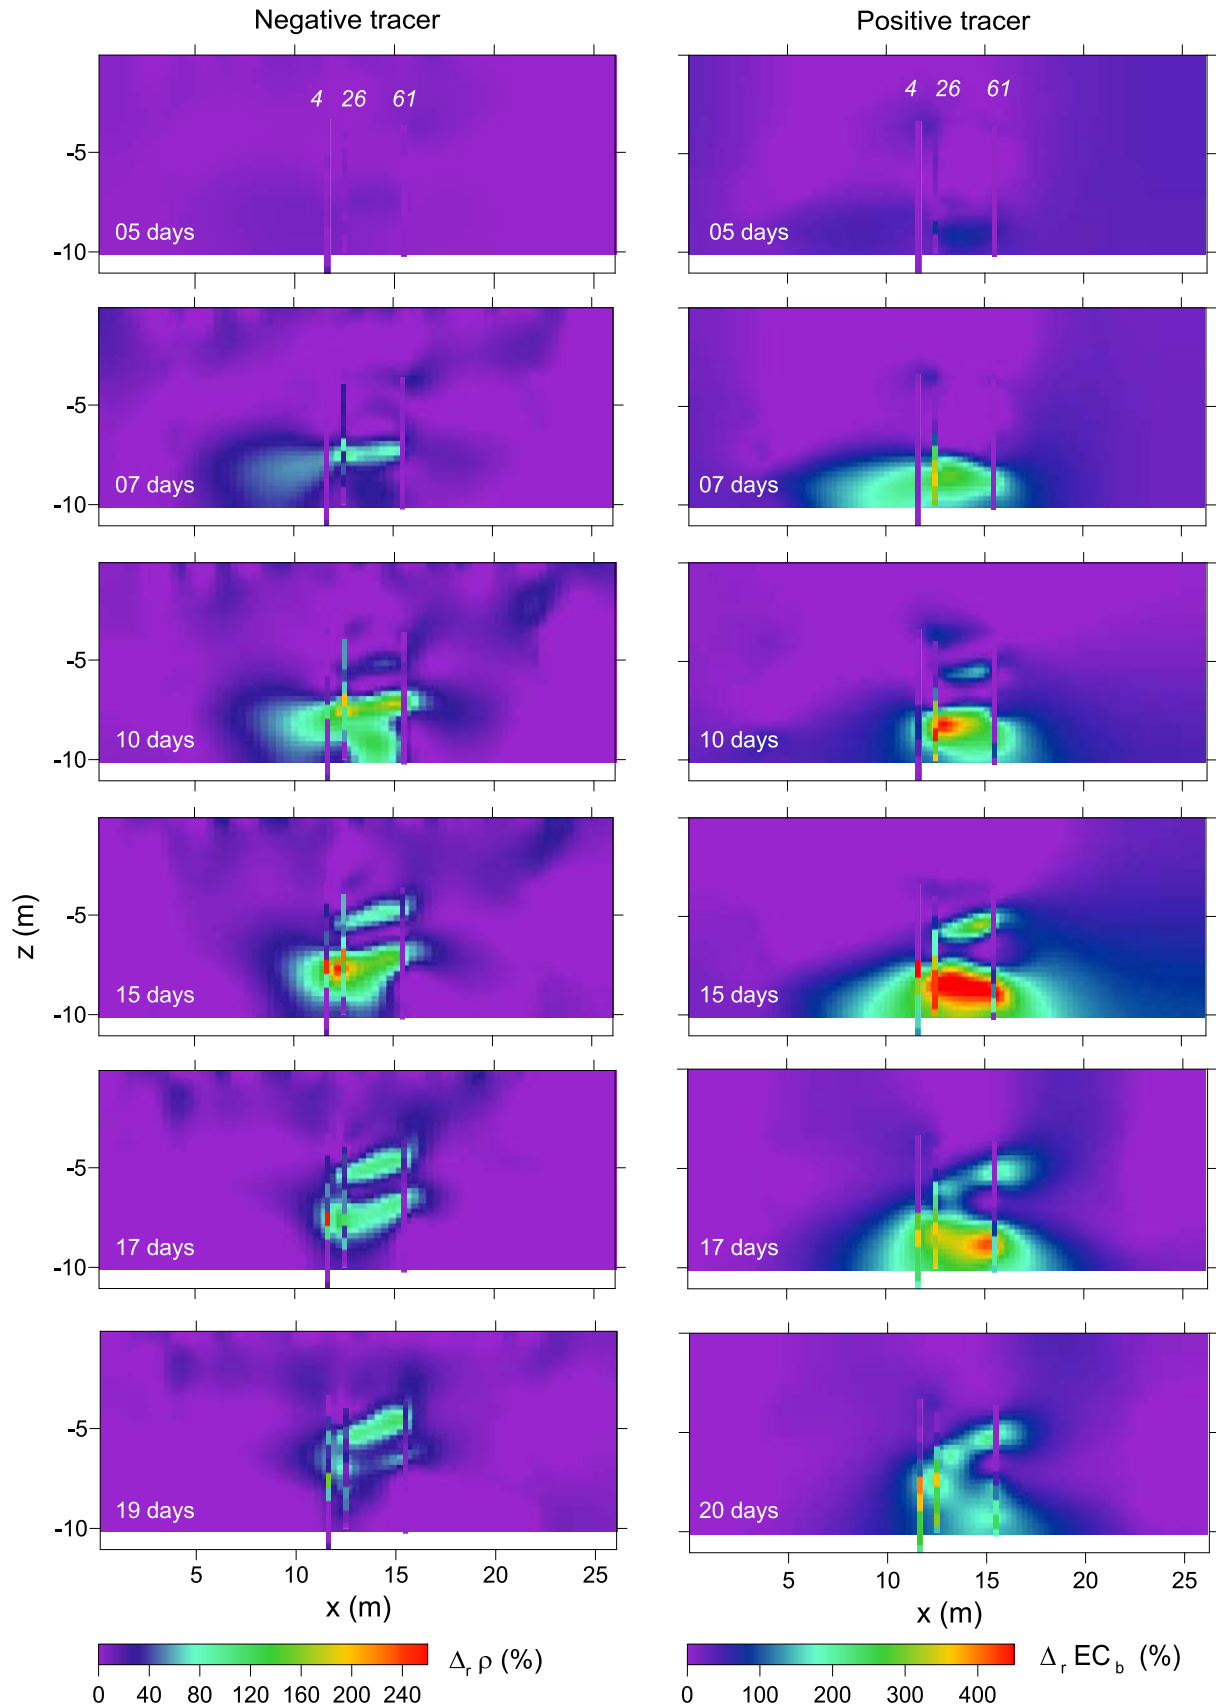 Negative tracer
Positive tracer
4 26 61
-5
-10
05 days
4 26 61
05 days
-5
-10
07 days
07 days
-5
-10
10 days
10 days
z (m)
-5
-10
15 days
15 days
-5
-10
17 days
17 days
-5
-10
19 days
20 days
5 10 15 20 25
x (m)
5 10 15 20 25
x (m)
Δr ρ (%)
0 40 80 120 160 200 240
Δr ECb (%)
0 100 200 300 400